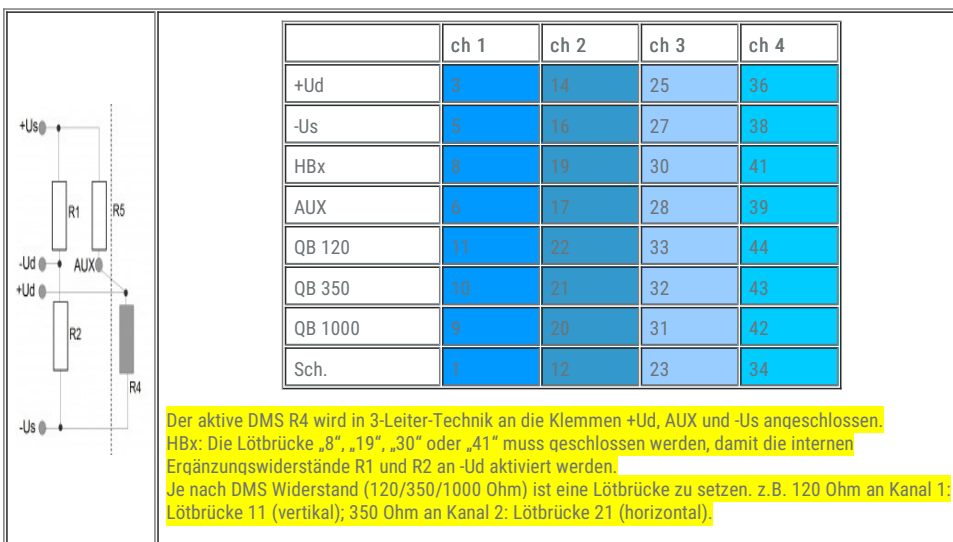 ch 1 ch 2 ch 3 ch 4
+Ud 3 14 25 36
-Us 5 16 27 38
HBx 8 19 30 41
AUX 6 17 28 39
QB 120 11 22 33 44
QB 350 10 21 32 43
QB 1000 9 20 31 42
Sch. 1 12 23 34
+Us
R1 R5
-Ud AUX
+Ud
R2
R4
-Us
Der aktive DMS R4 wird in 3-Leiter-Technik an die Klemmen +Ud, AUX und -Us angeschlossen.
HBx: Die Lötbrücke „8“, „19“, „30“ oder „41“ muss geschlossen werden, damit die internen
Ergänzungswiderstände R1 und R2 an -Ud aktiviert werden.
Je nach DMS Widerstand (120/350/1000 Ohm) ist eine Lötbrücke zu setzen. z.B. 120 Ohm an Kanal 1:
Lötbrücke 11 (vertikal); 350 Ohm an Kanal 2: Lötbrücke 21 (horizontal).